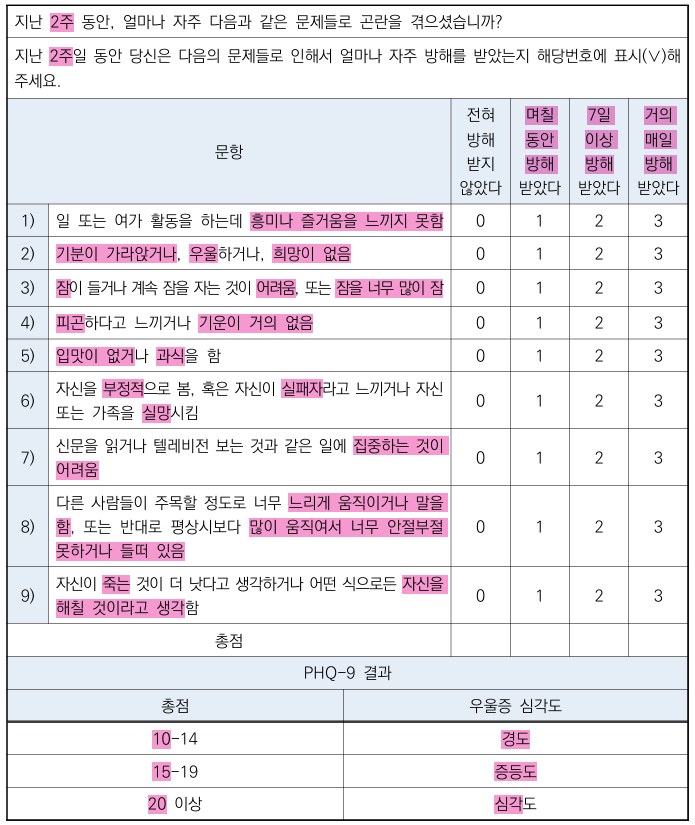 지난 2주 동안, 얼마나 자주 다음과 같은 문제들로 곤란을 겪으셨습니까?
지난 2주일 동안 당신은 다음의 문제들로 인해서 얼마나 자주 방해를 받았는지 해당번호에 표시(∨)해
주세요.
문항
전혀 방해 받지 않았다
며칠 동안 방해 받았다
7일 이상 방해 받았다
거의 매일 방해 받았다
1) 일 또는 여가 활동을 하는데 흥미나 즐거움을 느끼지 못함 0 1 2 3
2) 기분이 가라앉거나, 우울하거나, 희망이 없음 0 1 2 3
3) 잠이 들거나 계속 잠을 자는 것이 어려움, 또는 잠을 너무 많이 잠 0 1 2 3
4) 피곤하다고 느끼거나 기운이 거의 없음 0 1 2 3
5) 입맛이 없거나 과식을 함 0 1 2 3
6) 자신을 부정적으로 봄, 혹은 자신이 실패자라고 느끼거나 자신
또는 가족을 실망시킴 0 1 2 3
7) 신문을 읽거나 텔레비전 보는 것과 같은 일에 집중하는 것이
어려움 0 1 2 3
8) 다른 사람들이 주목할 정도로 너무 느리게 움직이거나 말을
함, 또는 반대로 평상시보다 많이 움직여서 너무 안절부절
못하거나 들떠 있음 0 1 2 3
9) 자신이 죽는 것이 더 낫다고 생각하거나 어떤 식으로든 자신을
해칠 것이라고 생각함 0 1 2 3
총점
PHQ-9 결과
총점 우울증 심각도
10-14 경도
15-19 증등도
20 이상 심각도